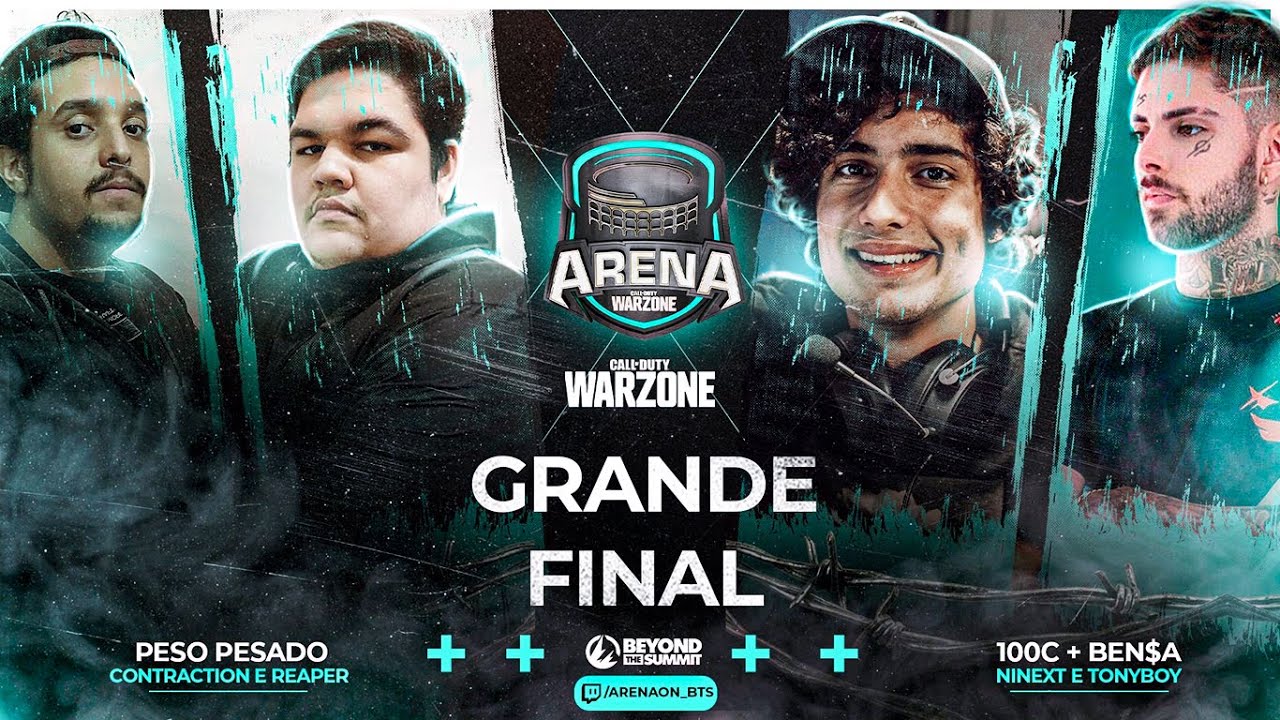 ARENA
CALL OF DUTY
WARZONE
CALL OF DUTY
WARZONE
GRANDE
FINAL
PESO PESADO
CONTRACTION E REAPER
BEYOND
THE SUMMIT
/ARENAON_BTS
100C + BEN$A
NINEXT E TONYBOY